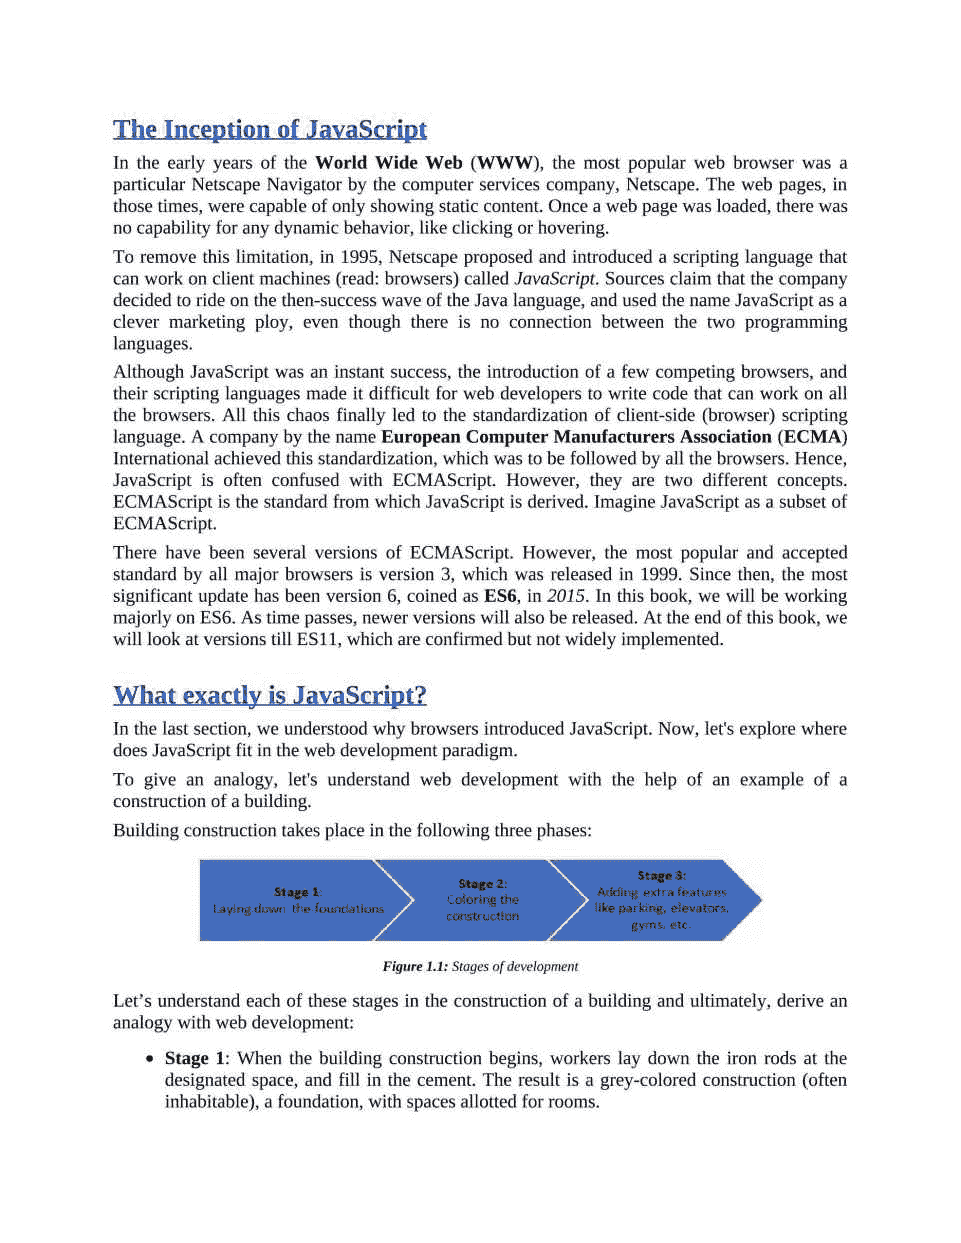 The Inception of JavaScript
In the early years of the World Wide Web (WWW), the most popular web browser was a
particular Netscape Navigator by the computer services company, Netscape. The web pages, in
those times, were capable of only showing static content. Once a web page was loaded, there was
no capability for any dynamic behavior, like clicking or hovering.
To remove this limitation, in 1995, Netscape proposed and introduced a scripting language that
can work on client machines (read: browsers) called JavaScript. Sources claim that the company
decided to ride on the then-success wave of the Java language, and used the name JavaScript as a
clever marketing ploy, even though there is no connection between the two programming
languages.
Although JavaScript was an instant success, the introduction of a few competing browsers, and
their scripting languages made it difficult for web developers to write code that can work on all
the browsers. All this chaos finally led to the standardization of client-side (browser) scripting
language. A company by the name European Computer Manufacturers Association (ECMA)
International achieved this standardization, which was to be followed by all the browsers. Hence,
JavaScript is often confused with ECMAScript. However, they are two different concepts.
ECMAScript is the standard from which JavaScript is derived. Imagine JavaScript as a subset of
ECMAScript.
There have been several versions of ECMAScript. However, the most popular and accepted
standard by all major browsers is version 3, which was released in 1999. Since then, the most
significant update has been version 6, coined as ES6, in 2015. In this book, we will be working
majorly on ES6. As time passes, newer versions will also be released. At the end of this book, we
will look at versions till ES11, which are confirmed but not widely implemented.
What exactly is JavaScript?
In the last section, we understood why browsers introduced JavaScript. Now, let's explore where
does JavaScript fit in the web development paradigm.
To give an analogy, let's understand web development with the help of an example of a
construction of a building.
Building construction takes place in the following three phases:
Stage 1:
Laying down the foundations
Stage 2:
Coloring the
construction
Stage 3:
Adding extra features
like parking, elevators,
gyms, etc.
Figure 1.1: Stages of development
Let’s understand each of these stages in the construction of a building and ultimately, derive an
analogy with web development:
• Stage 1: When the building construction begins, workers lay down the iron rods at the
designated space, and fill in the cement. The result is a grey-colored construction (often
inhabitable), a foundation, with spaces allotted for rooms.